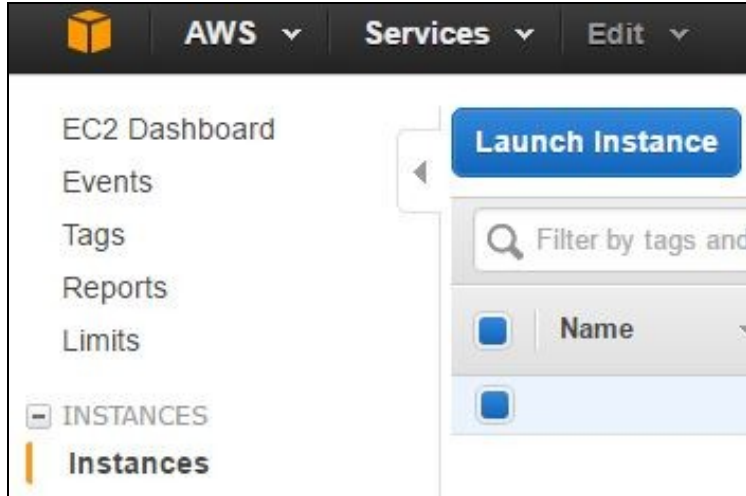 AWS Services Edit
EC2 Dashboard
Events
Tags
Reports
Limits
INSTANCES
Instances
Launch Instance
Filter by tags and
Name